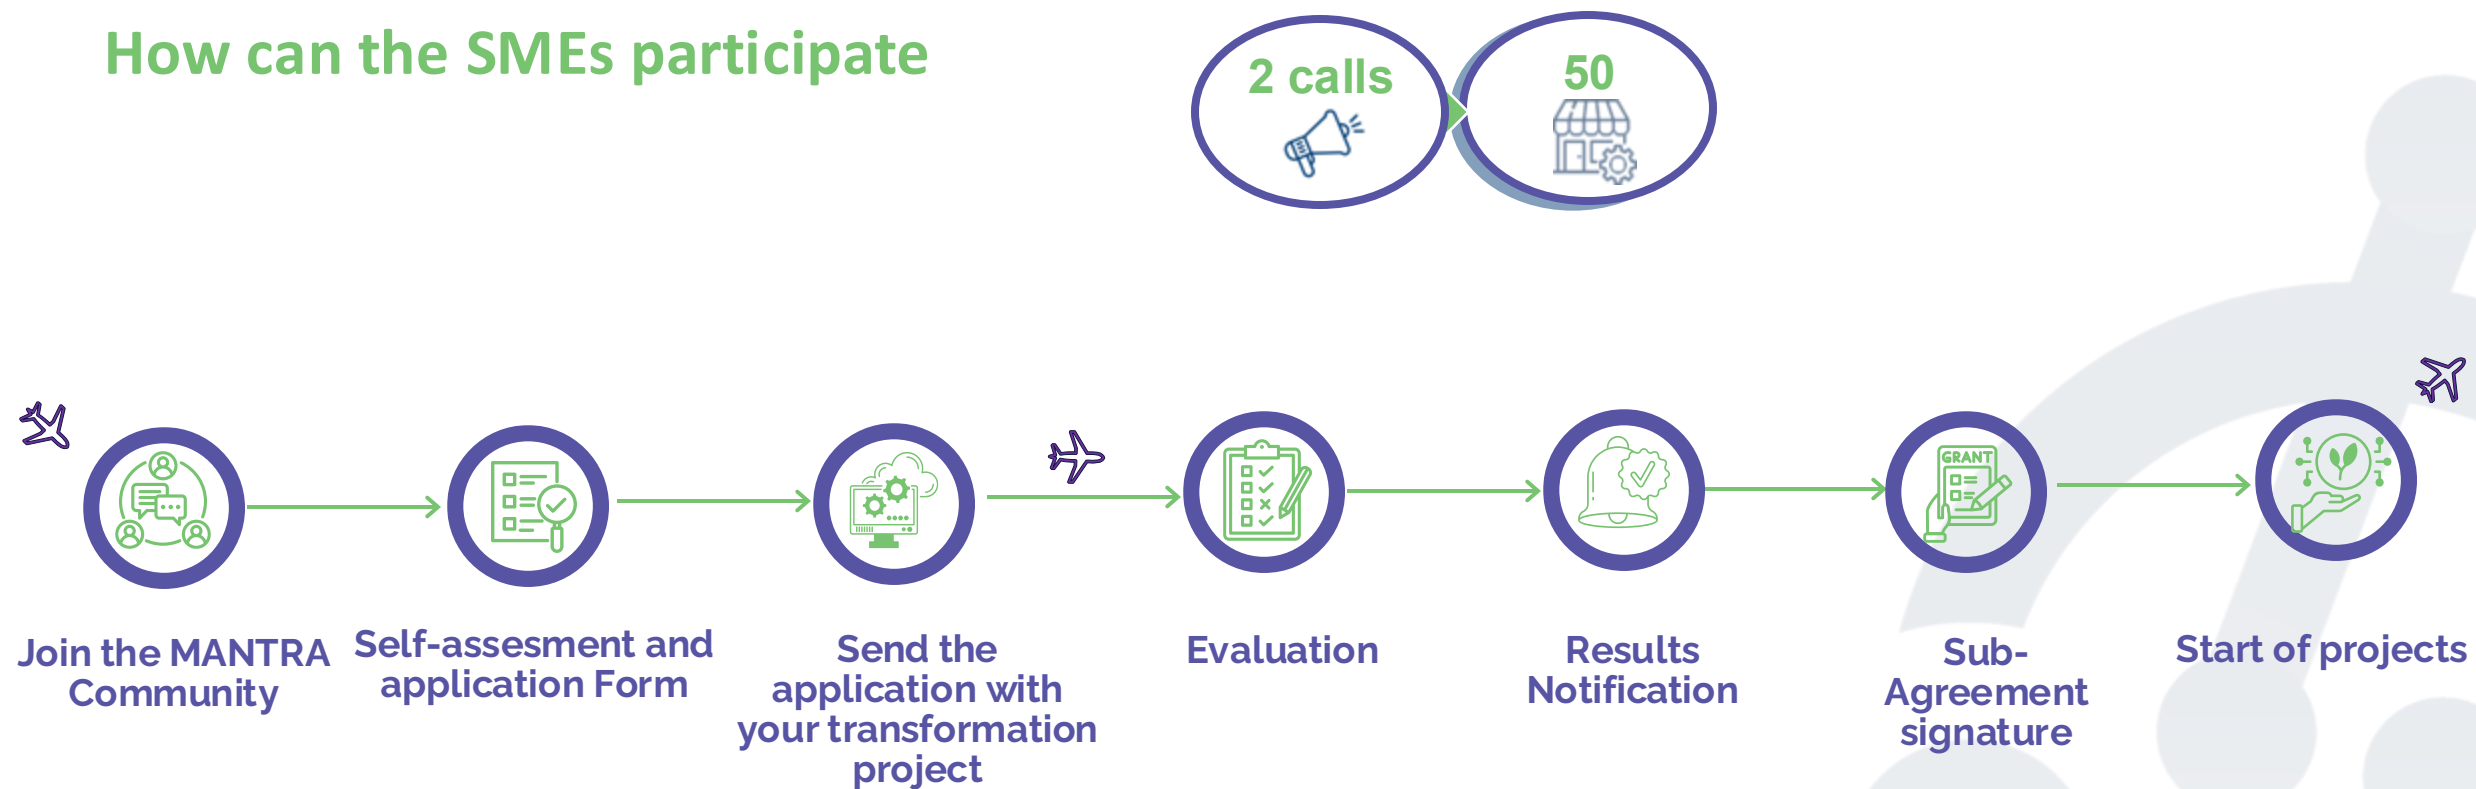 How can the SMEs participate
2 calls
50
GRANT
Join the MANTRA
Community
Self-assesment and
application Form
Send the
application with
your transformation
project
Evaluation
Results
Notification
Sub-
Agreement
signature
Start of projects